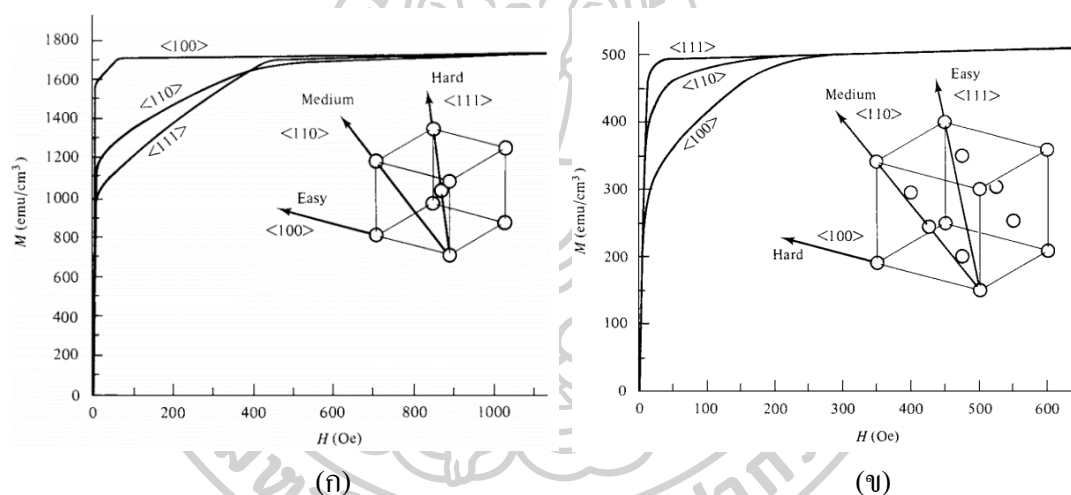 1800
1600
1400
1200
1000
800
600
400
200
0
M (emu/cm³)
<100>
<110>
<111>
Hard
<111>
Medium
<110>
Easy
<100>
0 200 400 600 800 1000
H (Oe)
(ก)
500
400
300
200
100
0
M (emu/cm³)
<111>
<110>
<100>
Easy
<111>
Medium
<110>
<100>
Hard
0 100 200 300 400 500 600
H (Oe)
(ข)